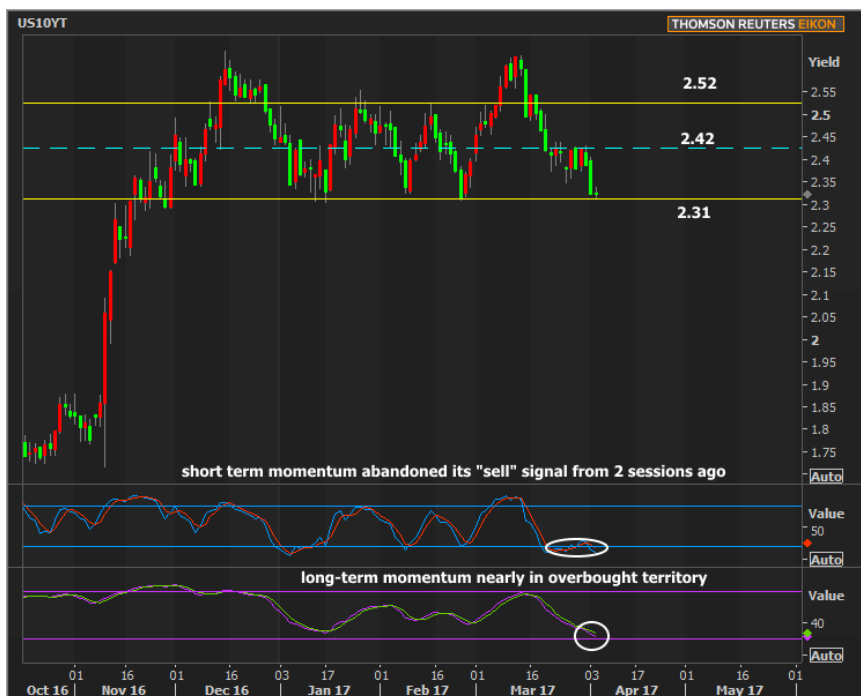 US10YT
THOMSON REUTERS EIKON
Yield
2.52
2.55
2.5
2.42
2.45
2.4
2.35
2.3
2.31
2.25
2.2
2.15
2.1
2.05
2
1.95
1.9
1.85
1.8
1.75
short term momentum abandoned its "sell" signal from 2 sessions ago
Auto
Value
50
Auto
long-term momentum nearly in overbought territory
Value
40
Auto
01 16 01 16 03 17 01 16 01 16 03 17 01 16 01
Oct 16 Nov 16 Dec 16 Jan 17 Feb 17 Mar 17 Apr 17 May 17